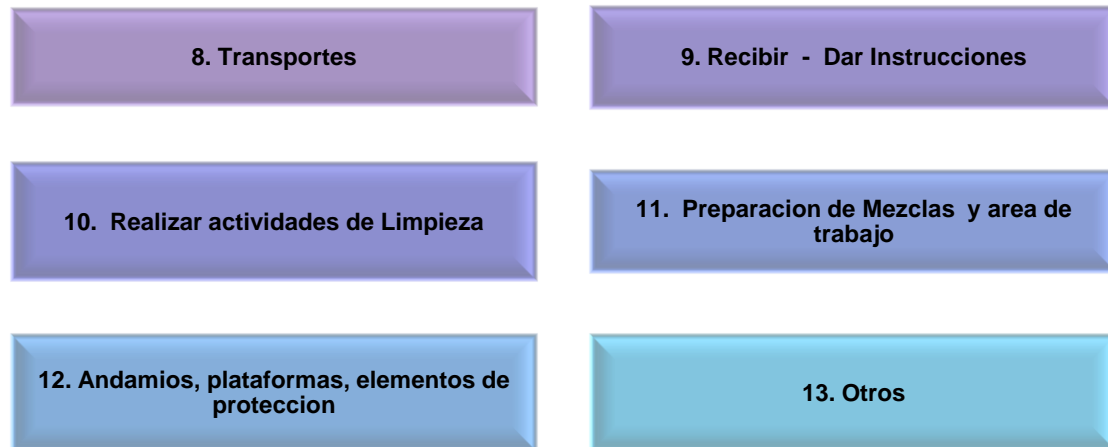 8. Transportes
9. Recibir - Dar Instrucciones
10. Realizar actividades de Limpieza
11. Preparacion de Mezclas y area de
trabajo
12. Andamios, plataformas, elementos de
proteccion
13. Otros